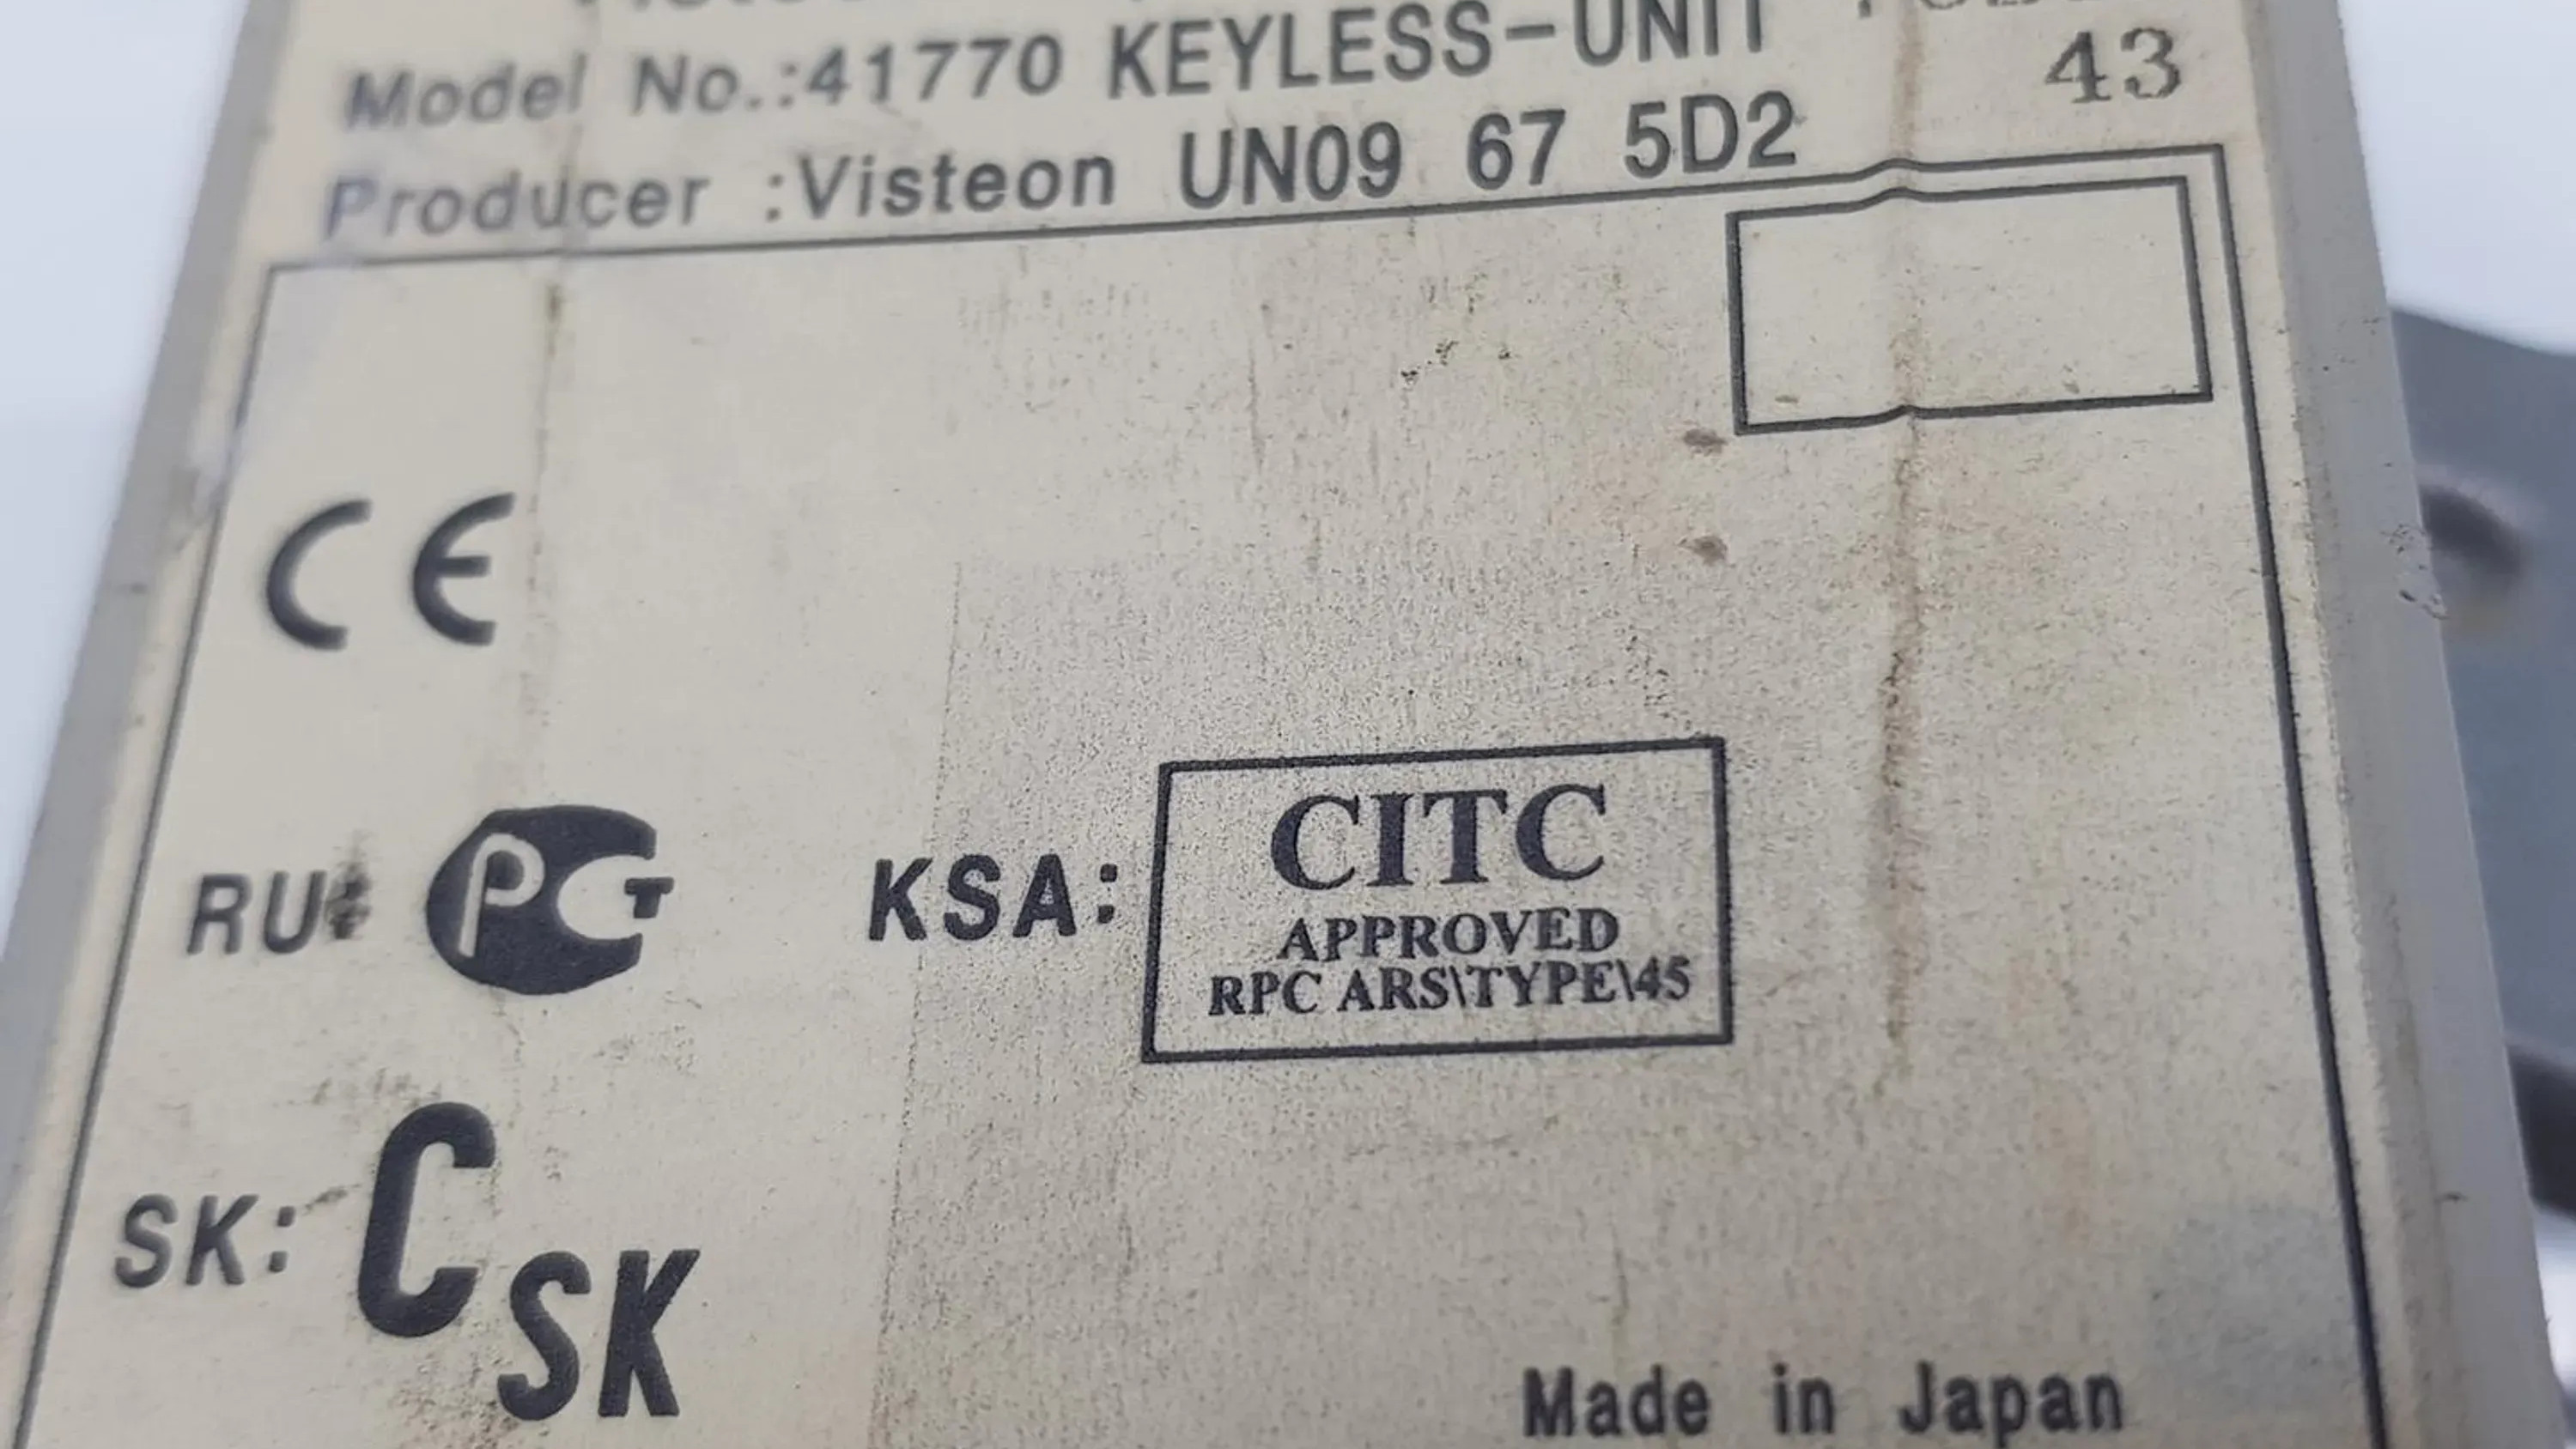 Model No.:41770 KEYLESS-UNIT
43
Producer :Visteon UN09 67 5D2
CE
RU: PCT
KSA: CITC
APPROVED
RPC ARS\TYPE\45
SK: CSK
Made in Japan